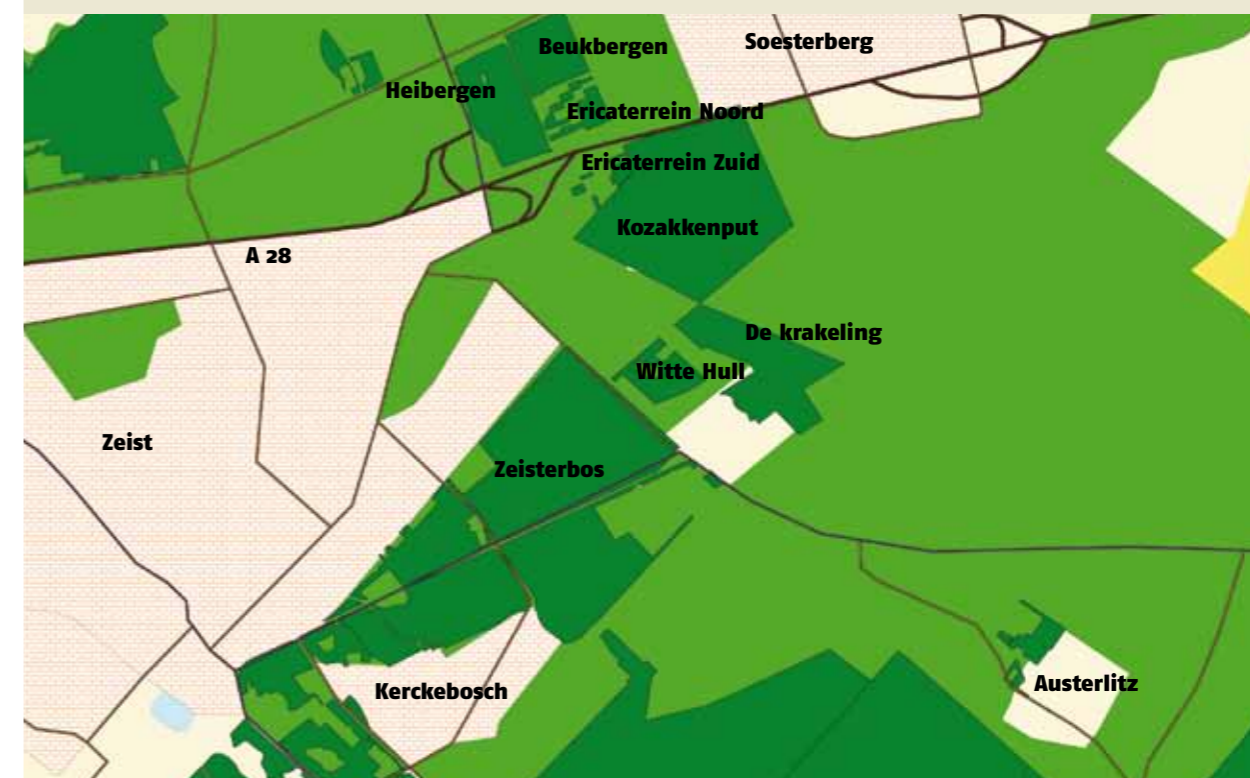 Beukbergen
Soesterberg
Heibergen
Ericaterrein Noord
Ericaterrein Zuid
Kozakkenput
A 28
De krakeling
Witte Hull
Zeist
Zeisterbos
Kerckebosch
Austerlitz